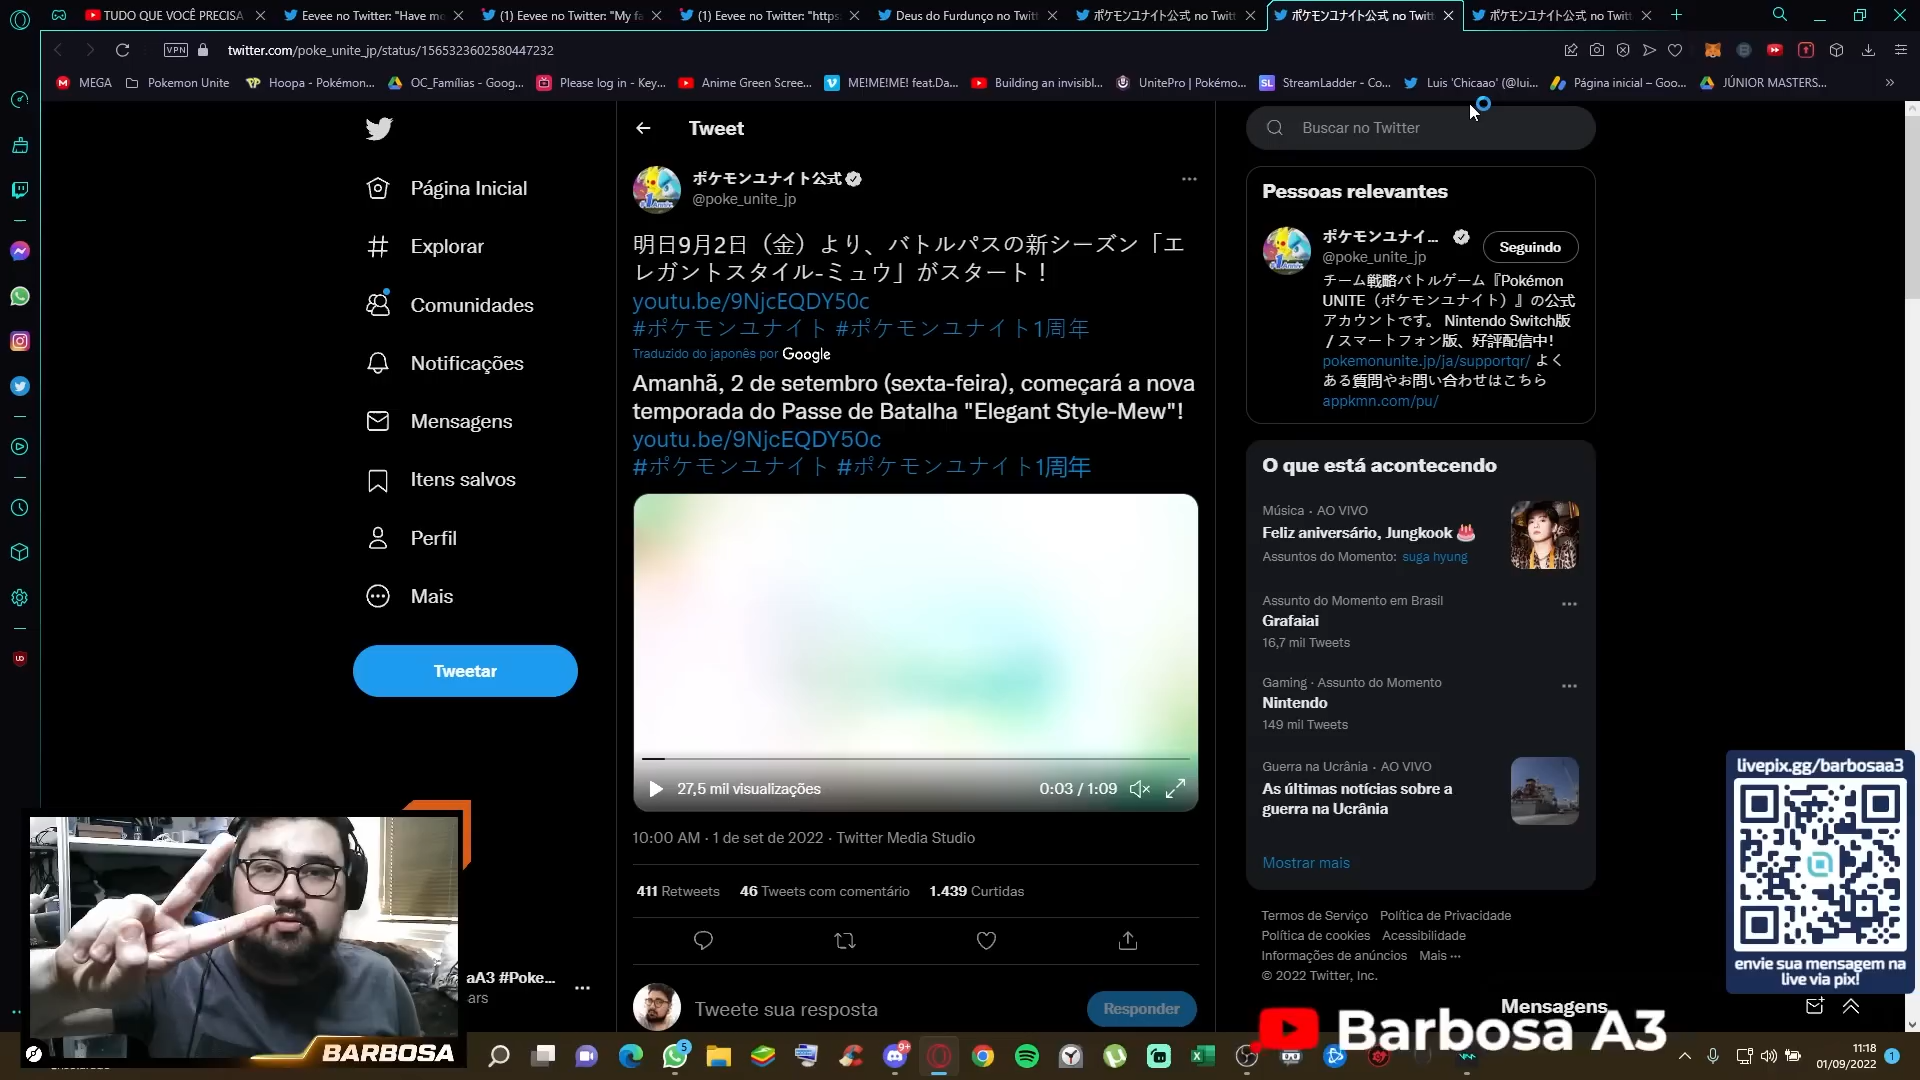 TUDO QUE VOCÊ PRECISA
Eevee no Twitter: "Have mo
(1) Eevee no Twitter: "My fa
(1) Eevee no Twitter: "https:
Deus do Furdunço no Twitt
ポケモンユナイト公式 no Twitt
ポケモンユナイト公式 no Twitt
ポケモンユナイト公式 no Twitt
VPN
twitter.com/poke_unite_jp/status/1565323602580447232
MEGA
Pokemon Unite
Hoopa - Pokémon...
OC_Famílias - Goog...
Please log in - Key...
Anime Green Scree...
ME!ME!ME! feat.Da...
Building an invisibl...
UnitePro | Pokémo...
StreamLadder - Co...
Luis 'Chicaao' (@lui...
Página inicial – Goo...
JÚNIOR MASTERS...
Página Inicial
Explorar
Comunidades
Notificações
Mensagens
Itens salvos
Perfil
Mais
Tweetar
aA3 #Poke...
ars
Tweet
ポケモンユナイト公式
@poke_unite_jp
明日9月2日（金）より、バトルパスの新シーズン「エ
レガントスタイル-ミュウ」がスタート！
youtu.be/9NjcEQDY50c
#ポケモンユナイト #ポケモンユナイト1周年
Traduzido do japonês por Google
Amanhã, 2 de setembro (sexta-feira), começará a nova
temporada do Passe de Batalha "Elegant Style-Mew"!
youtu.be/9NjcEQDY50c
#ポケモンユナイト #ポケモンユナイト1周年
27,5 mil visualizações
0:03 / 1:09
10:00 AM · 1 de set de 2022 · Twitter Media Studio
411 Retweets 46 Tweets com comentário 1.439 Curtidas
Tweete sua resposta
Responder
Buscar no Twitter
Pessoas relevantes
ポケモンユナイ...
@poke_unite_jp
Seguindo
チーム戦略バトルゲーム『Pokémon
UNITE（ポケモンユナイト）』の公式
アカウントです。 Nintendo Switch版
/ スマートフォン版、好評配信中!
pokemonunite.jp/ja/supportqr/ よく
ある質問やお問い合わせはこちら
appkmn.com/pu/
O que está acontecendo
Música · AO VIVO
Feliz aniversário, Jungkook
Assuntos do Momento: suga hyung
Assunto do Momento em Brasil
Grafaiai
16,7 mil Tweets
Gaming · Assunto do Momento
Nintendo
149 mil Tweets
Guerra na Ucrânia · AO VIVO
As últimas notícias sobre a
guerra na Ucrânia
Mostrar mais
Termos de Serviço Política de Privacidade
Política de cookies Acessibilidade
Informações de anúncios Mais ···
© 2022 Twitter, Inc.
Mensagens
livepix.gg/barbosaa3
envie sua mensagem na
live via pix!
BARBOSA
Barbosa A3
5
9+
11:18
01/09/2022
1